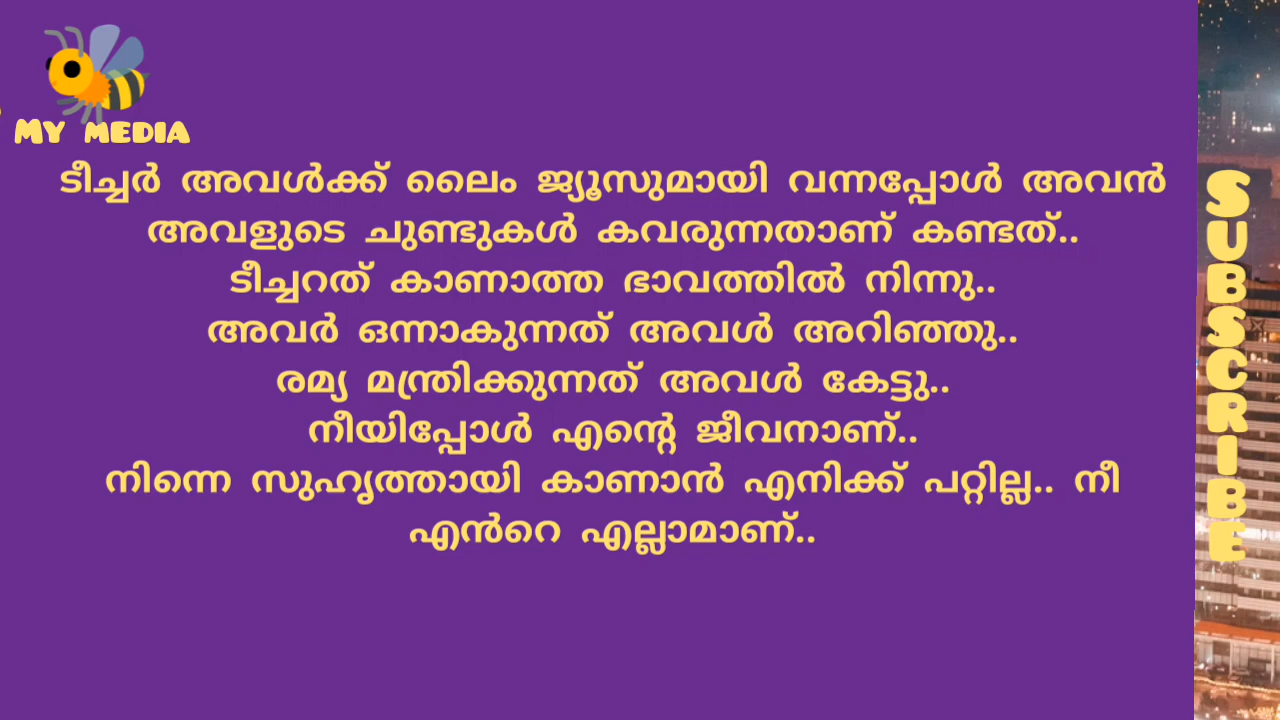 MY MEDIA
ടീച്ചർ അവൾക്ക് ലൈം ജ്യൂസുമായി വന്നപ്പോൾ അവൻ
അവളുടെ ചുണ്ടുകൾ കവരുന്നതാണ് കണ്ടത്..
ടീച്ചറത് കാണാത്ത ഭാവത്തിൽ നിന്നു..
അവർ ഒന്നാകുന്നത് അവൾ അറിഞ്ഞു..
രമ്യ മന്ത്രിക്കുന്നത് അവൾ കേട്ടു..
നീയിപ്പോൾ എന്റെ ജീവനാണ്..
നിന്നെ സുഹൃത്തായി കാണാൻ എനിക്ക് പറ്റില്ല.. നീ
എൻറെ എല്ലാമാണ്..
SUBSCRIBE